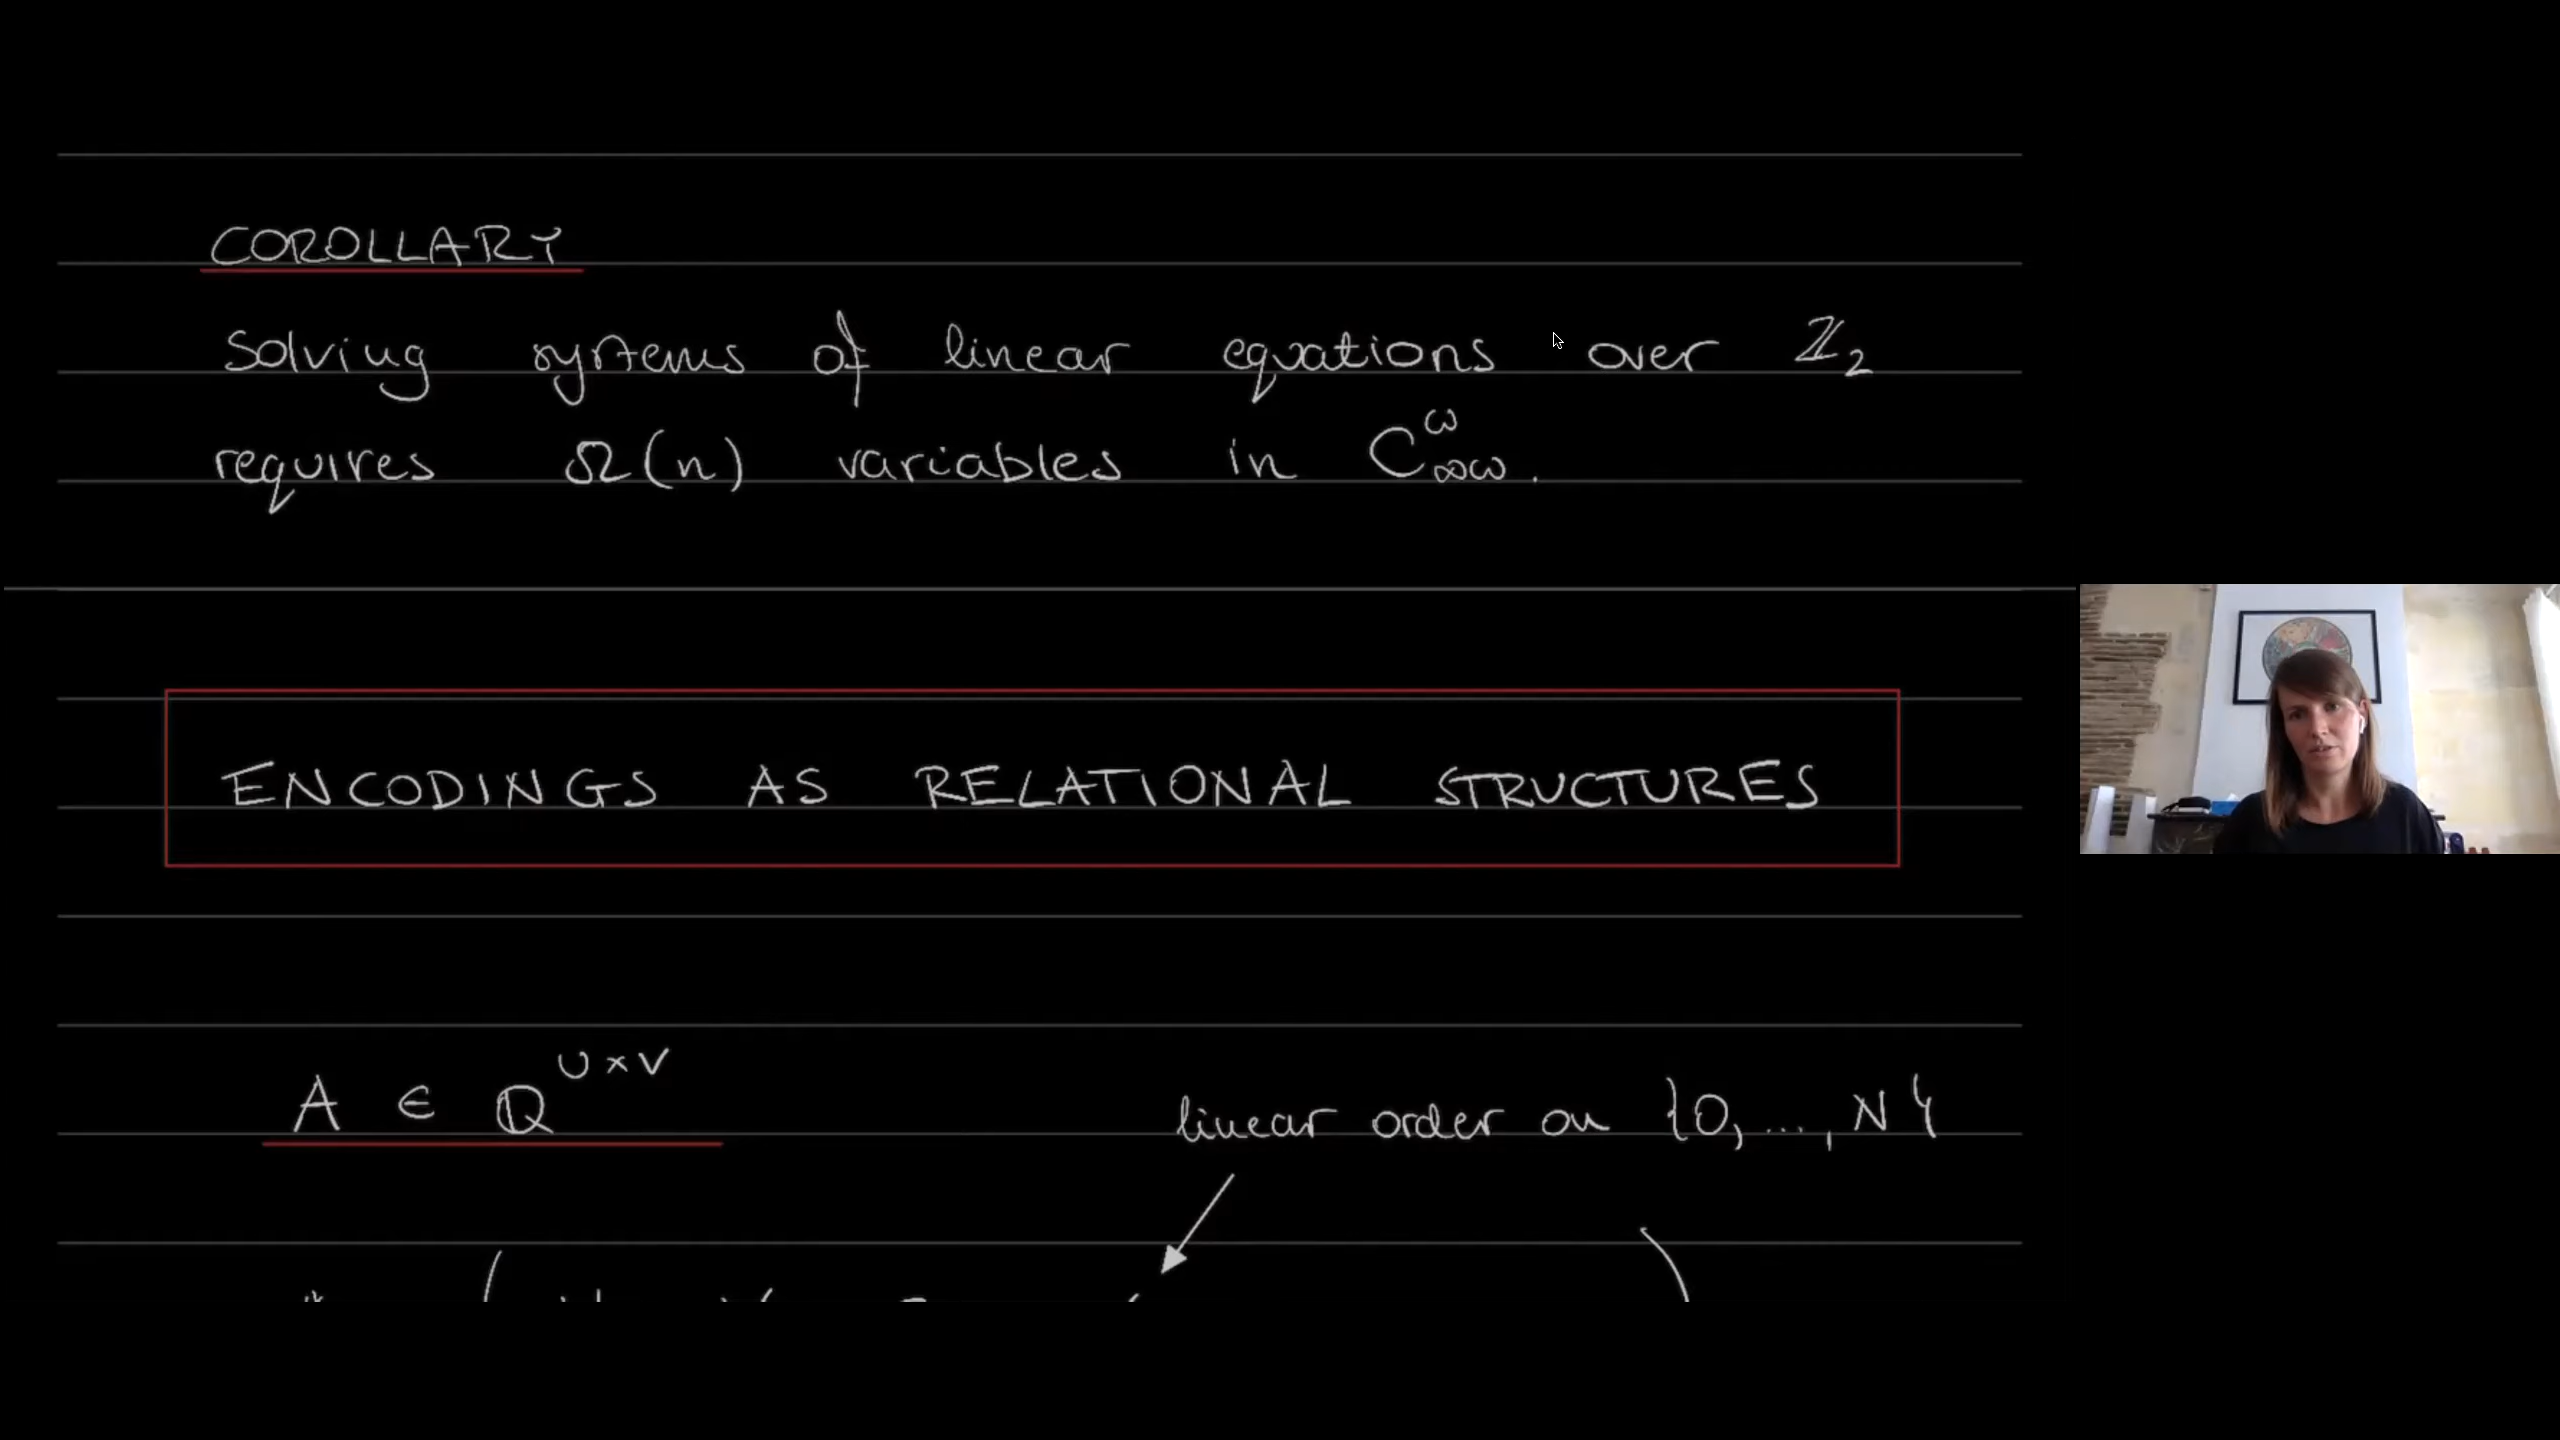 COROLLARY
Solving systems of linear equations over ℤ₂
requires Ω(n) variables in C^ω_∞ω.
ENCODINGS AS RELATIONAL STRUCTURES
A ∈ ℚ^U×V
linear order on {0, ..., N}